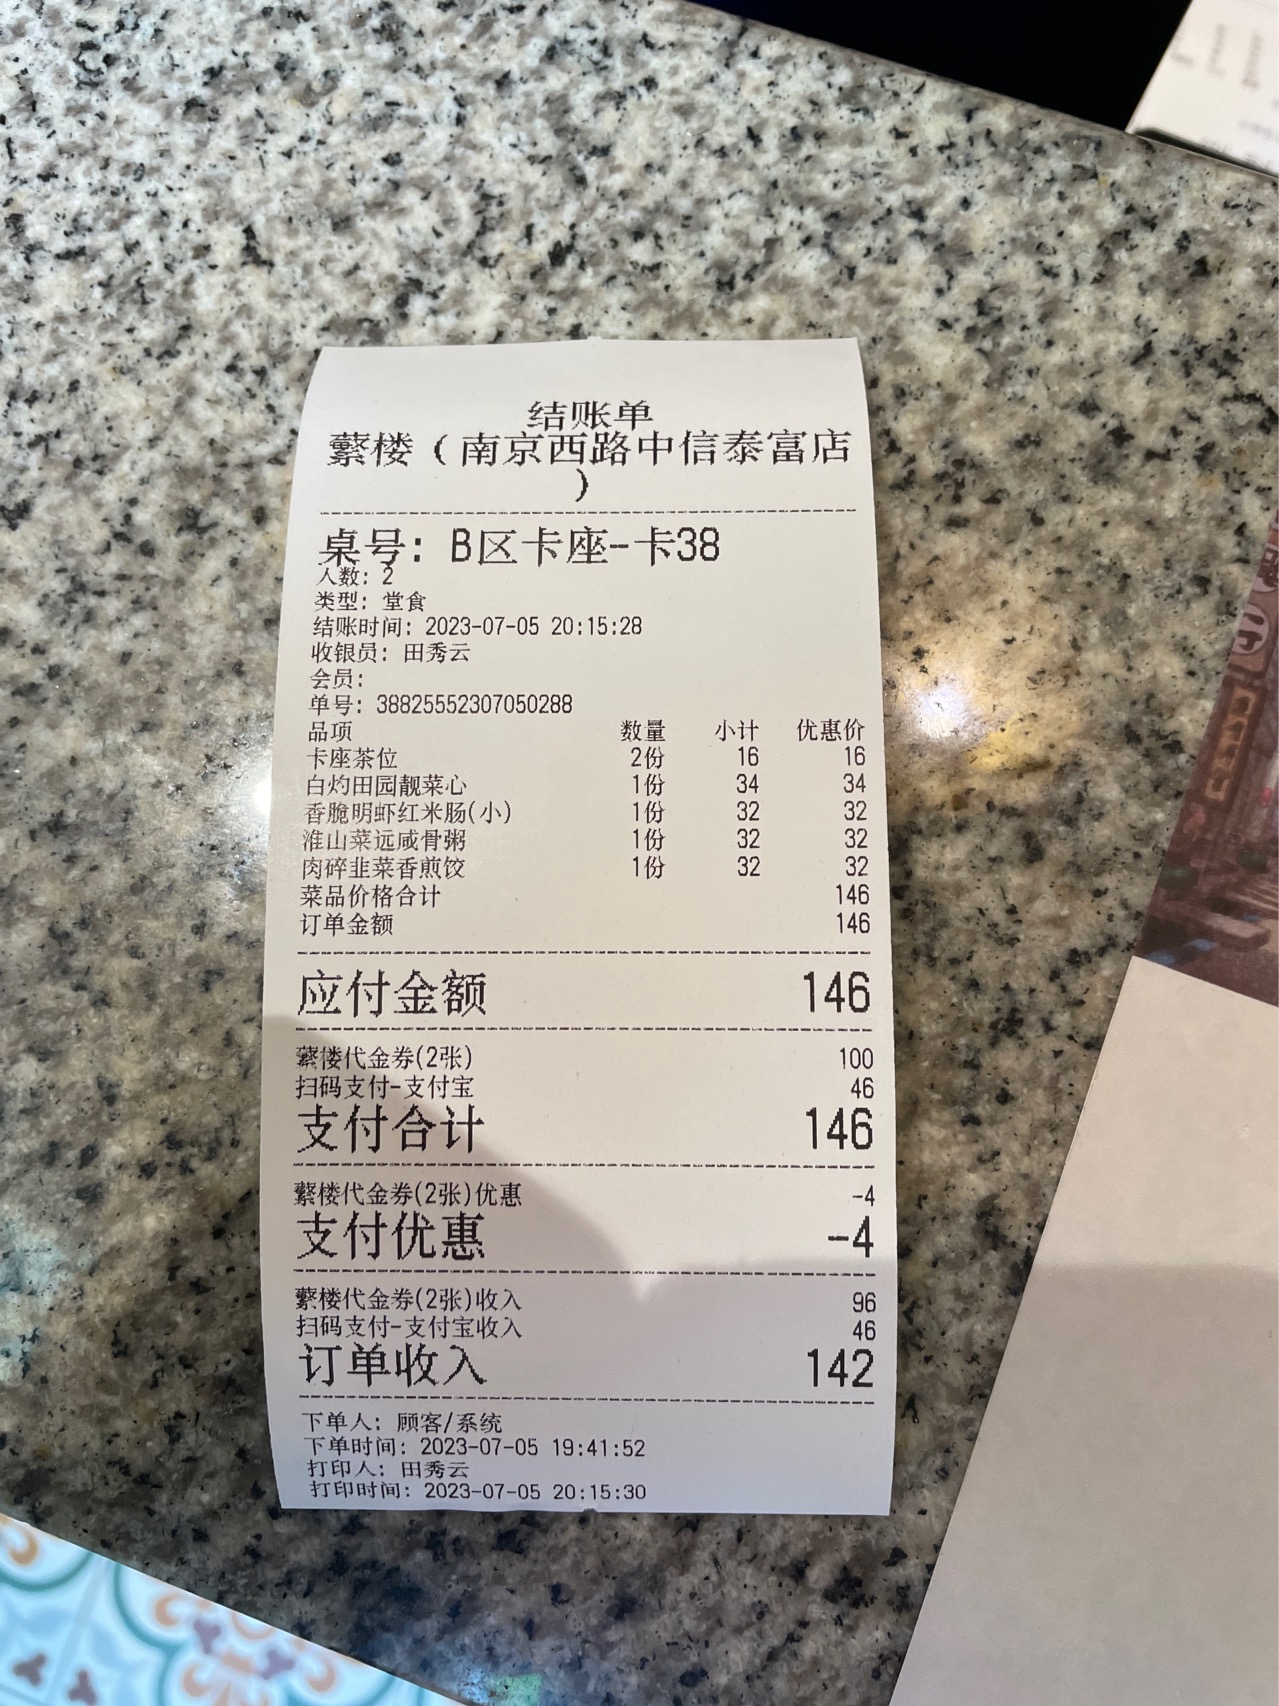 结账单
蘩楼（南京西路中信泰富店
）
桌号: B区卡座-卡38
人数: 2
类型: 堂食
结账时间: 2023-07-05 20:15:28
收银员: 田秀云
会员:
单号: 38825552307050288
品项 数量 小计 优惠价
卡座茶位 2份 16 16
白灼田园靓菜心 1份 34 34
香脆明虾红米肠(小) 1份 32 32
淮山菜远咸骨粥 1份 32 32
肉碎韭菜香煎饺 1份 32 32
菜品价格合计 146
订单金额 146
应付金额 146
蘩楼代金券(2张) 100
扫码支付-支付宝 46
支付合计 146
蘩楼代金券(2张)优惠 -4
支付优惠 -4
蘩楼代金券(2张)收入 96
扫码支付-支付宝收入 46
订单收入 142
下单人: 顾客/系统
下单时间: 2023-07-05 19:41:52
打印人: 田秀云
打印时间: 2023-07-05 20:15:30